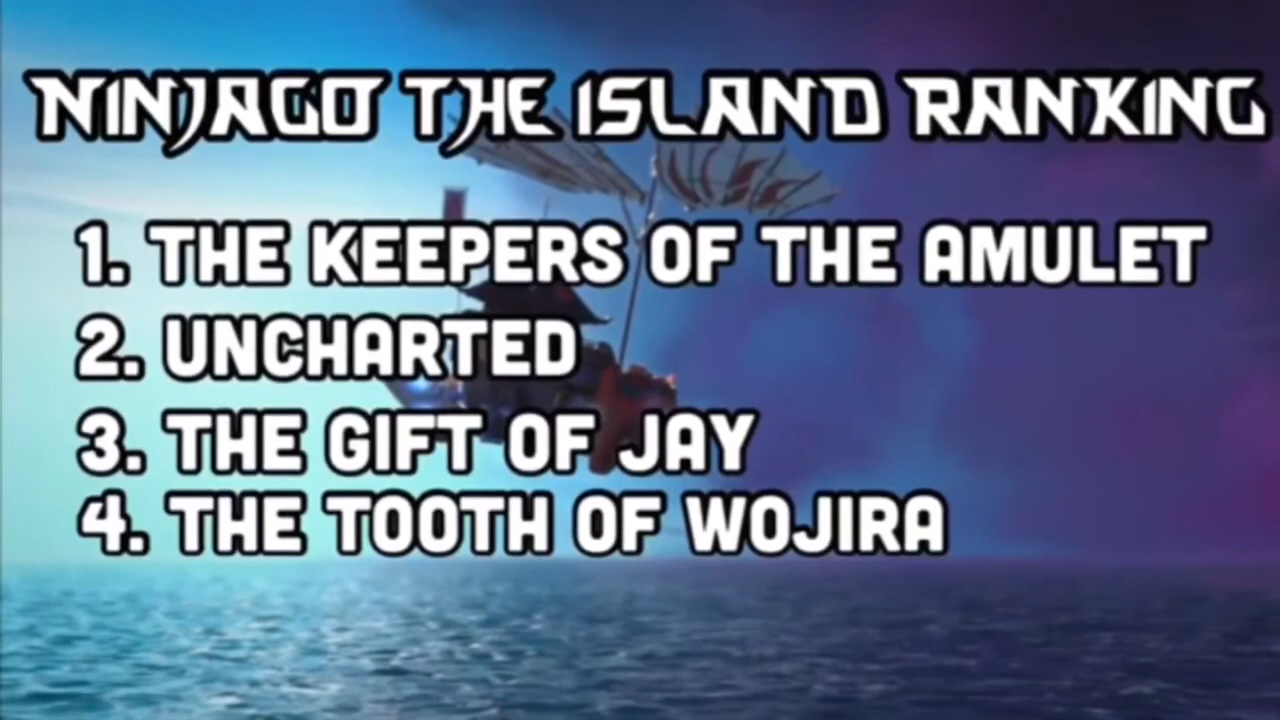 NINJAGO THE ISLAND RANKING
1. THE KEEPERS OF THE AMULET
2. UNCHARTED
3. THE GIFT OF JAY
4. THE TOOTH OF WOJIRA